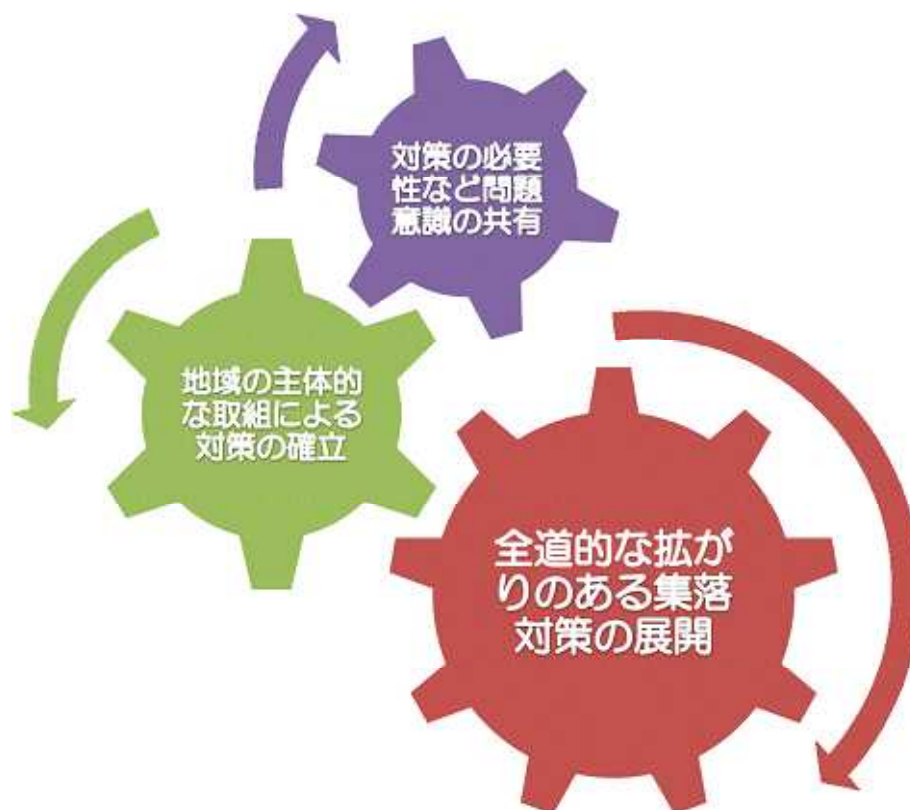 対策の必要
性など問題
意識の共有
地域の主体的
な取組による
対策の確立
全道的な拡が
りのある集落
対策の展開